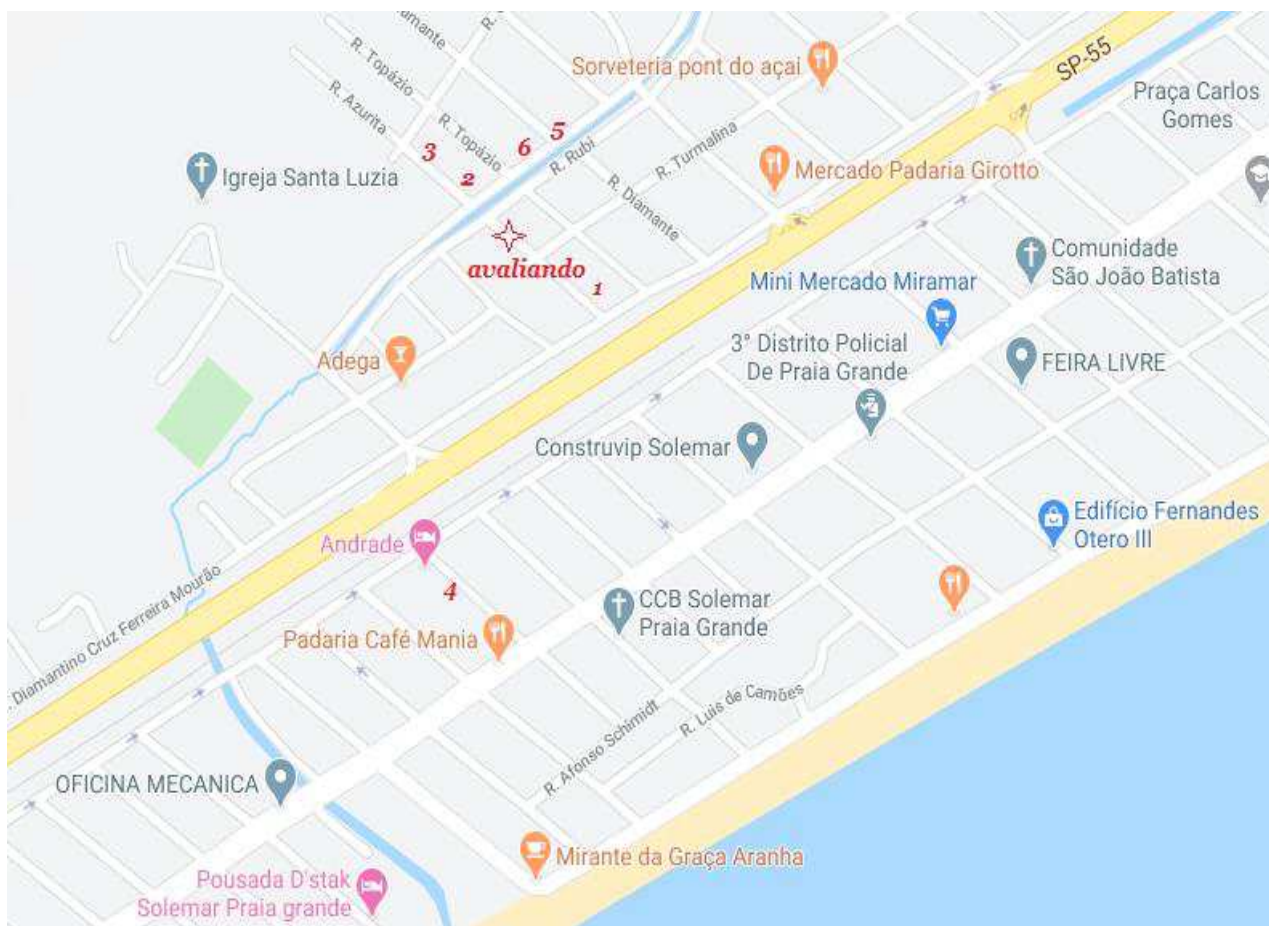 amante
R.
R. Topázio
R. Azurita
R. Topázio
3
2
6
5
R. Rubi
R. Turmalina
R. Diamante
Sorveteria pont do açai
SP-55
Praça Carlos
Gomes
Mercado Padaria Girotto
Igreja Santa Luzia
avaliando
1
Comunidade
São João Batista
Mini Mercado Miramar
3° Distrito Policial
De Praia Grande
FEIRA LIVRE
Adega
Construvip Solemar
Edifício Fernandes
Otero III
Andrade
4
. Diamantino Cruz Ferreira Mourão
CCB Solemar
Praia Grande
Padaria Café Mania
R. Luis de Camões
R. Afonso Schimidt
OFICINA MECANICA
Mirante da Graça Aranha
Pousada D'stak
Solemar Praia grande